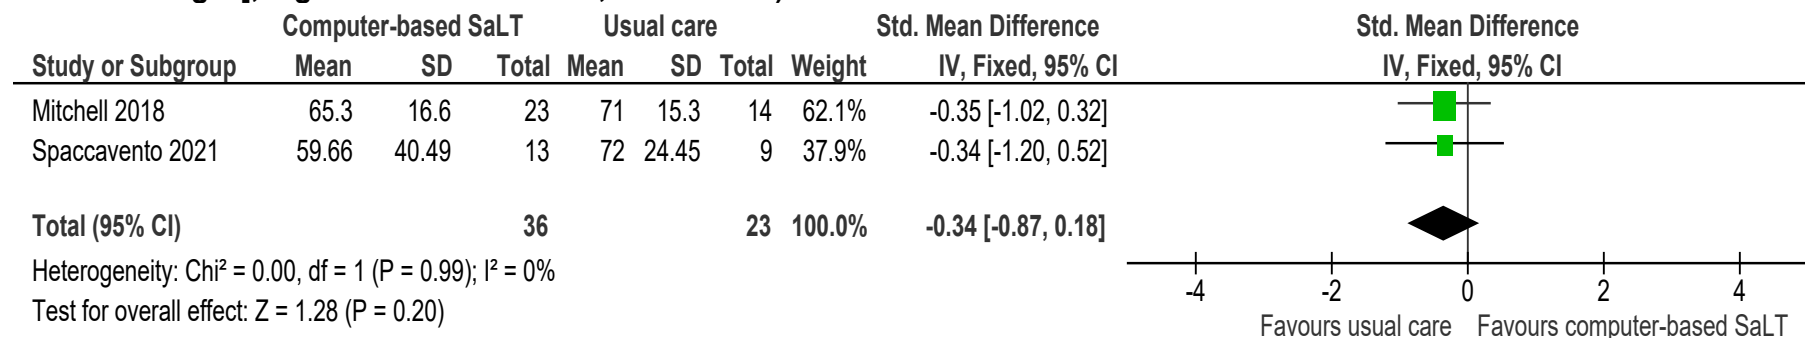 Computer-based SaLT Usual care Std. Mean Difference Std. Mean Difference
Study or Subgroup Mean SD Total Mean SD Total Weight IV, Fixed, 95% CI IV, Fixed, 95% CI
Mitchell 2018 65.3 16.6 23 71 15.3 14 62.1% -0.35 [-1.02, 0.32]
Spaccavento 2021 59.66 40.49 13 72 24.45 9 37.9% -0.34 [-1.20, 0.52]
Total (95% CI) 36 23 100.0% -0.34 [-0.87, 0.18]
Heterogeneity: Chi² = 0.00, df = 1 (P = 0.99); I² = 0%
Test for overall effect: Z = 1.28 (P = 0.20)
-4 -2 0 2 4
Favours usual care Favours computer-based SaLT